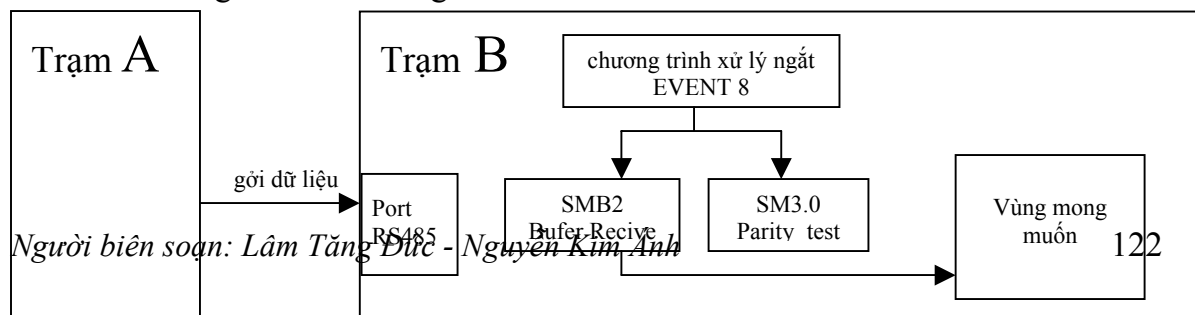 Trạm A
Trạm B
chương trình xử lý ngắt
EVENT 8
gởi dữ liệu
Port
RS485
SMB2
Bufer Recive
SM3.0
Parity test
Vùng mong
muốn
Người biên soạn: Lâm Tăng Đức - Nguyễn Kim Ánh
122